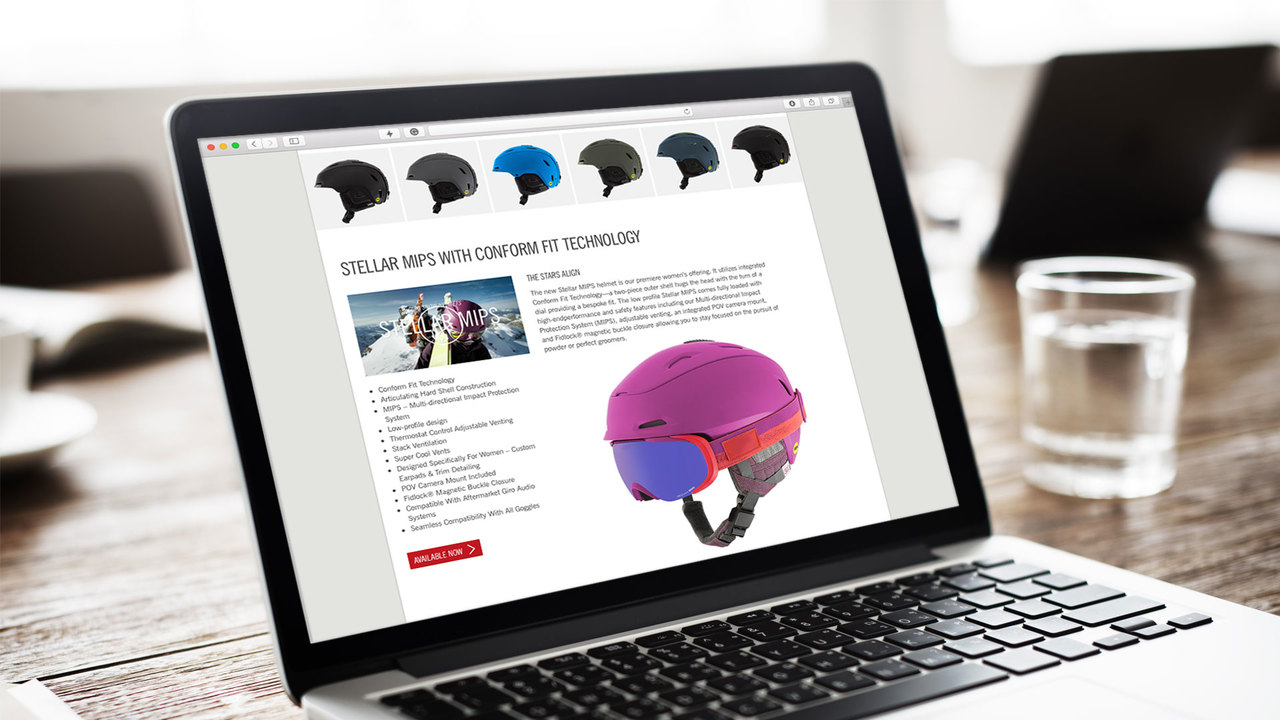 STELLAR MIPS WITH CONFORM FIT TECHNOLOGY
STELLAR MIPS
THE STARS ALIGN
The new Stellar MIPS helmet is our premiere women's offering. It utilizes integrated
Conform Fit Technology—a two-piece outer shell hugs the head with the turn of a
dial providing a bespoke fit. The low profile Stellar MIPS comes fully loaded with
high-endperformance and safety features including our Multi-directional Impact
Protection System (MIPS), adjustable venting, an integrated POV camera mount,
and Fidlock® magnetic buckle closure allowing you to stay focused on the pursuit of
powder or perfect groomers.
• Conform Fit Technology
• Articulating Hard Shell Construction
• MIPS – Multi-directional Impact Protection
System
• Low-profile design
• Thermostat Control Adjustable Venting
• Stack Ventilation
• Super Cool Vents
• Designed Specifically For Women – Custom
Earpads & Trim Detailing
• POV Camera Mount Included
• Fidlock® Magnetic Buckle Closure
• Compatible With Aftermarket Giro Audio
Systems
• Seamless Compatibility With All Goggles
AVAILABLE NOW